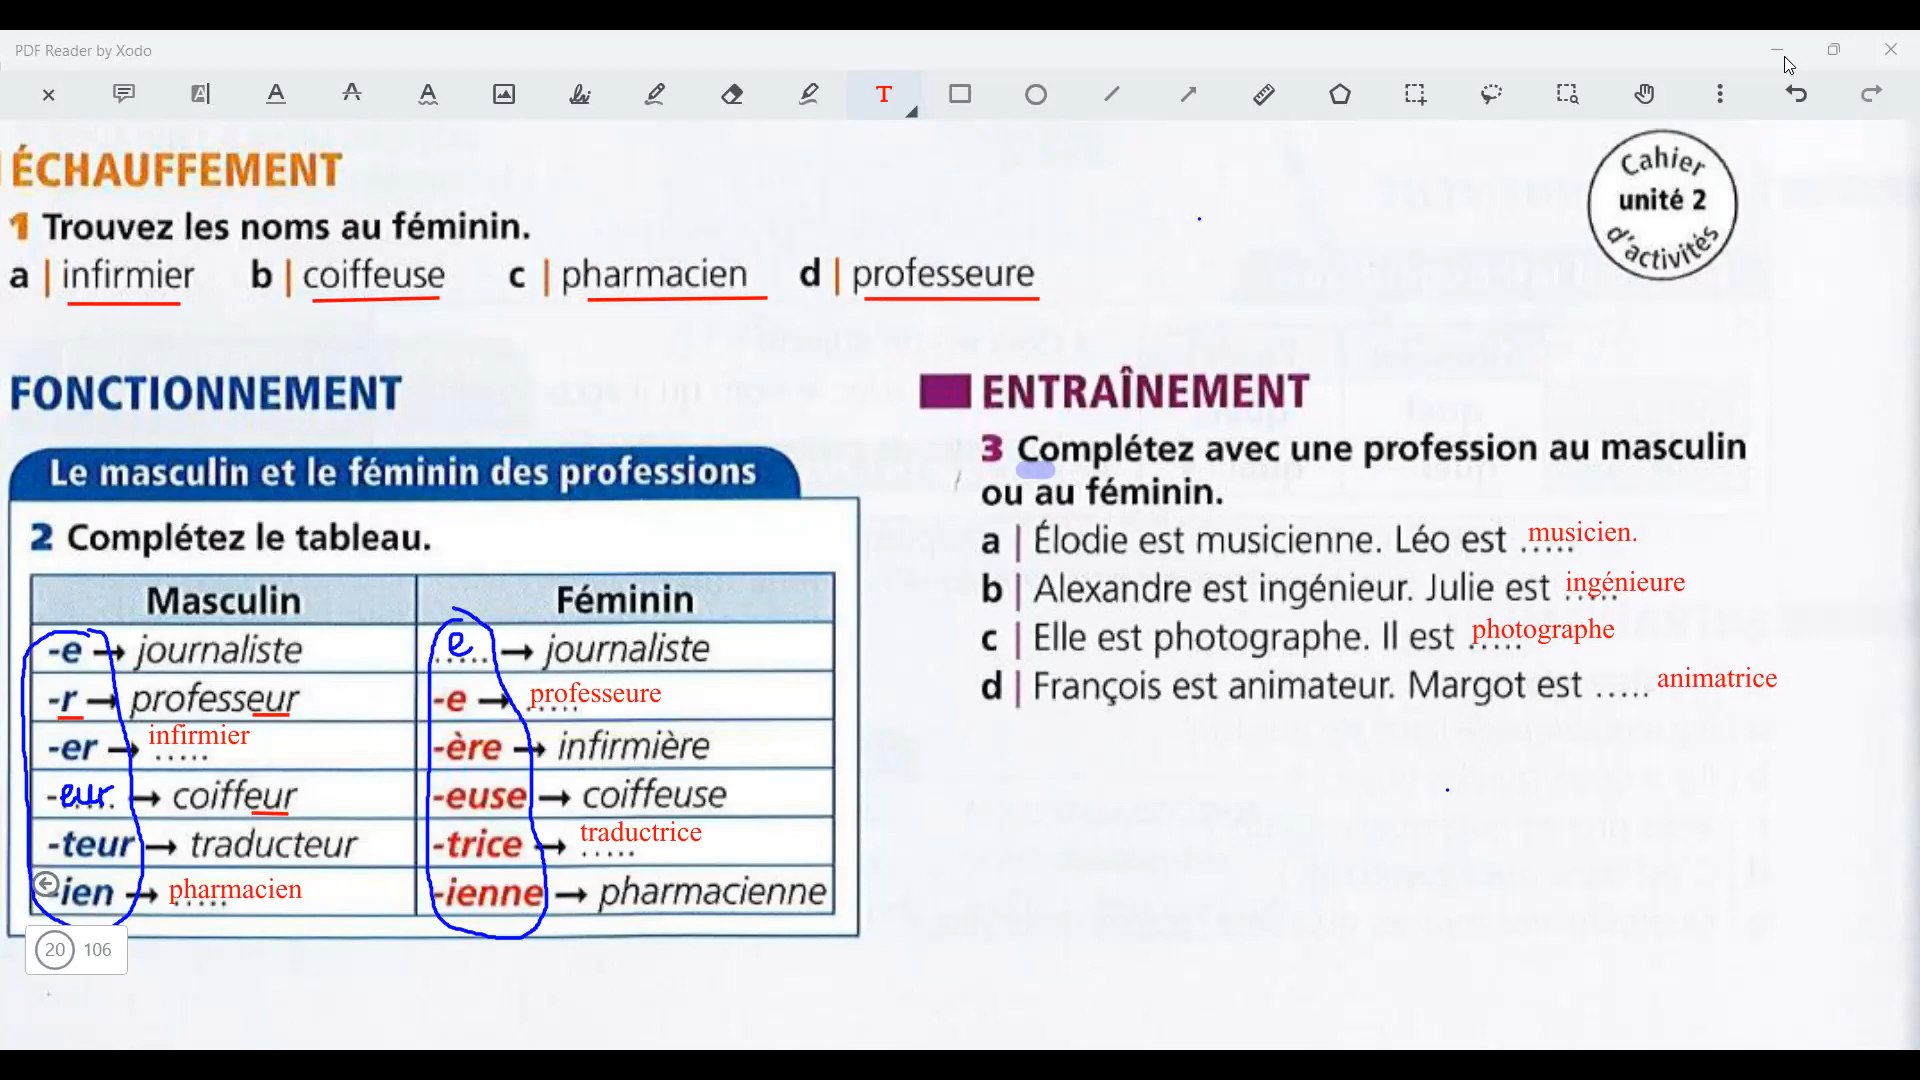 PDF Reader by Xodo
ÉCHAUFFEMENT
Cahier
unité 2
d'activités
1 Trouvez les noms au féminin.
a | infirmier b | coiffeuse c | pharmacien d | professeure
FONCTIONNEMENT
Le masculin et le féminin des professions
2 Complétez le tableau.
Masculin Féminin
-e → journaliste e → journaliste
-r → professeur -e → ..... professeure
-er → ..... infirmier -ère → infirmière
-eur. → coiffeur -euse → coiffeuse
-teur → traducteur -trice → ..... traductrice
-ien → ..... pharmacien -ienne → pharmacienne
ENTRAÎNEMENT
3 Complétez avec une profession au masculin
ou au féminin.
a | Élodie est musicienne. Léo est ..... musicien.
b | Alexandre est ingénieur. Julie est ..... ingénieure
c | Elle est photographe. Il est ..... photographe
d | François est animateur. Margot est ..... animatrice
20 106